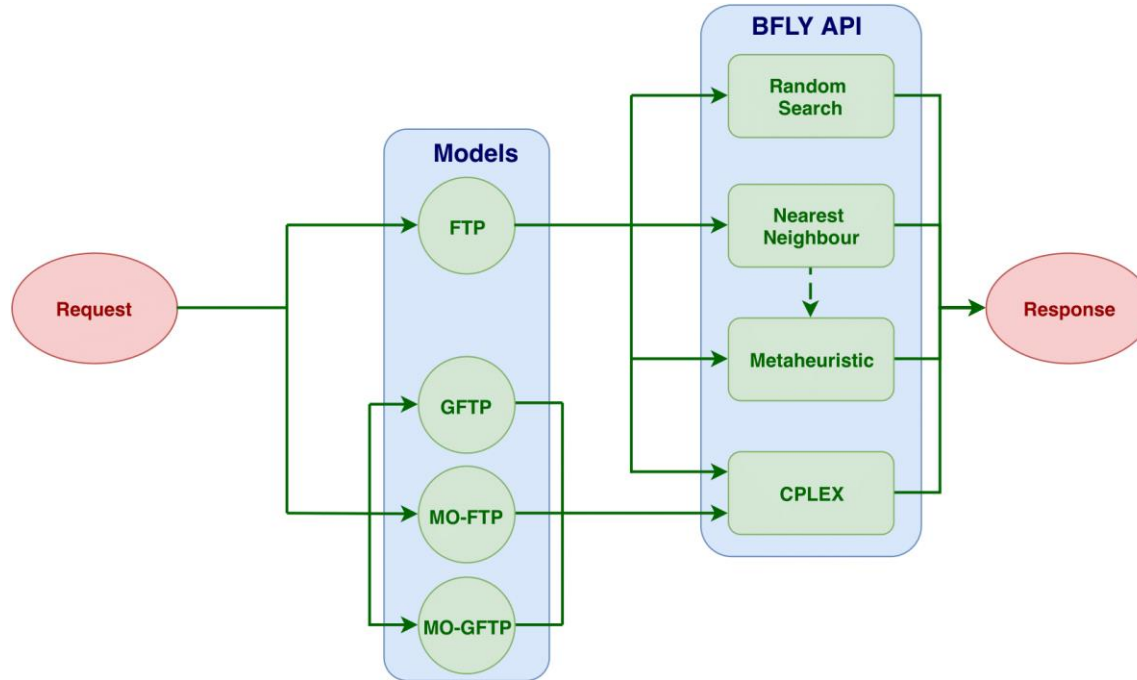 BFLY API
Random
Search
Models
FTP
Nearest
Neighbour
Request
Response
Metaheuristic
GFTP
CPLEX
MO-FTP
MO-GFTP